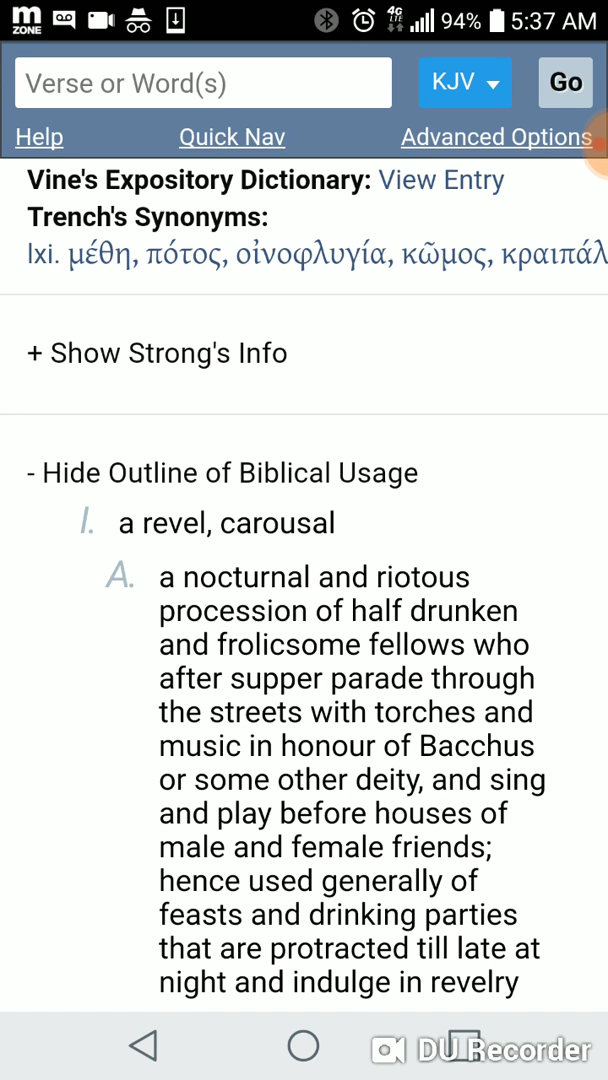 m
ZONE
4G
LTE
94%
5:37 AM
Verse or Word(s)
KJV
Go
Help
Quick Nav
Advanced Options
Vine's Expository Dictionary: View Entry
Trench's Synonyms:
lxi. μέθη, πότος, οἰνοφλυγία, κῶμος, κραιπάλ
+ Show Strong's Info
- Hide Outline of Biblical Usage
I. a revel, carousal
A. a nocturnal and riotous
procession of half drunken
and frolicsome fellows who
after supper parade through
the streets with torches and
music in honour of Bacchus
or some other deity, and sing
and play before houses of
male and female friends;
hence used generally of
feasts and drinking parties
that are protracted till late at
night and indulge in revelry
DU Recorder